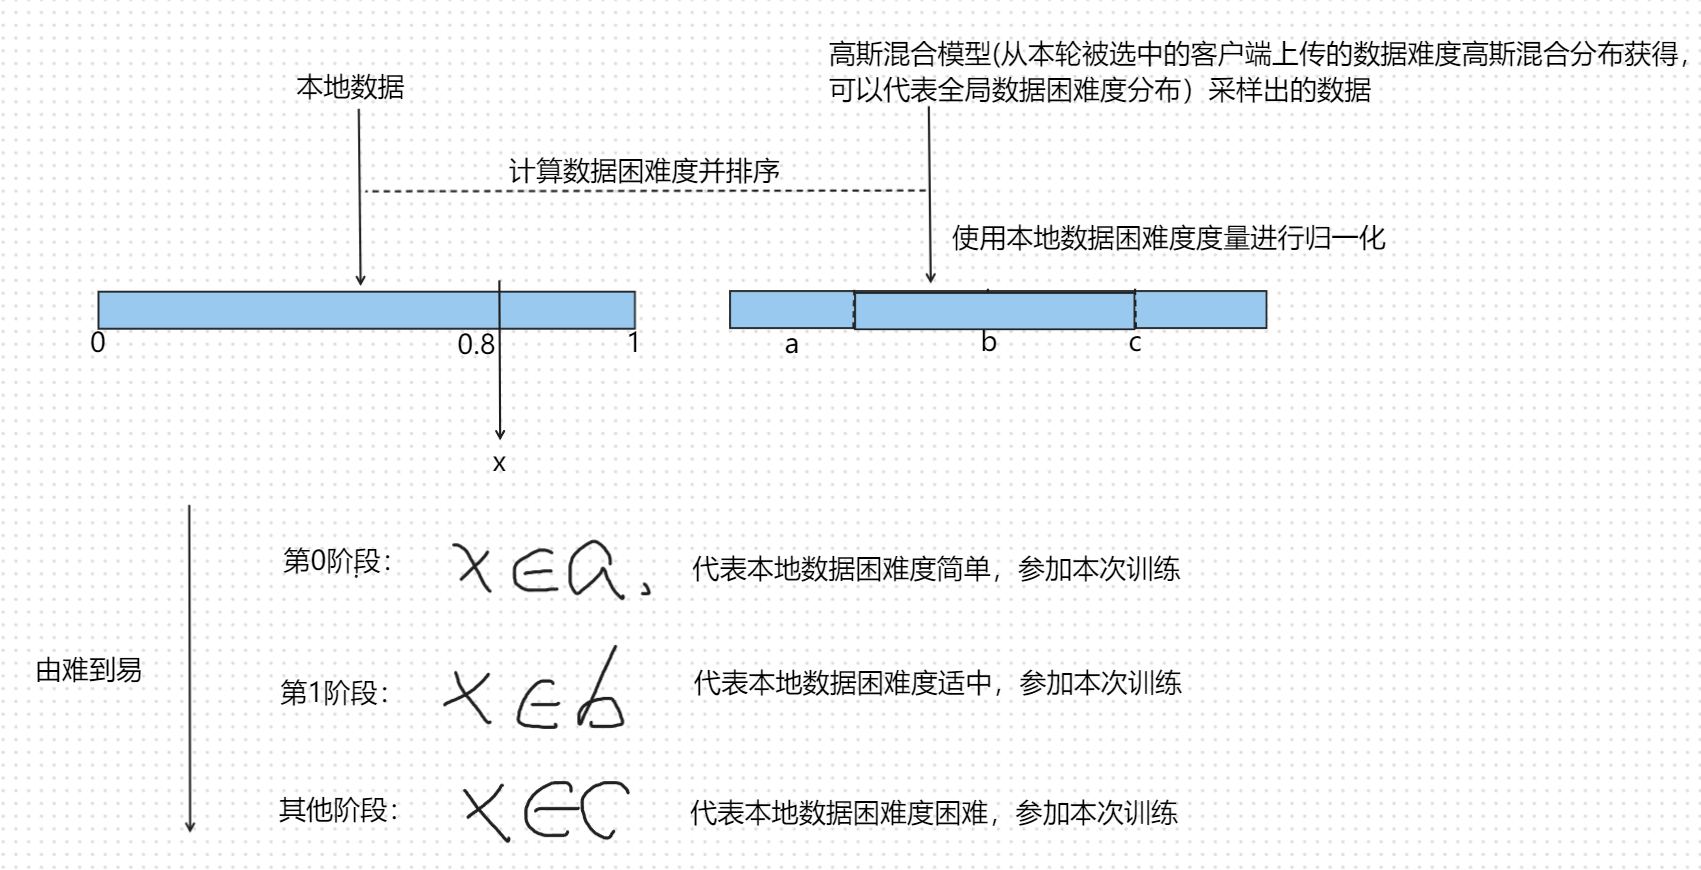 高斯混合模型(从本轮被选中的客户端上传的数据难度高斯混合分布获得，
可以代表全局数据困难度分布）采样出的数据
本地数据
计算数据困难度并排序
使用本地数据困难度度量进行归一化
0
0.8
1
a
b
c
x
第0阶段：
x∈a、
代表本地数据困难度简单，参加本次训练
由难到易
第1阶段：
x∈b
代表本地数据困难度适中，参加本次训练
其他阶段：
x∈c
代表本地数据困难度困难，参加本次训练